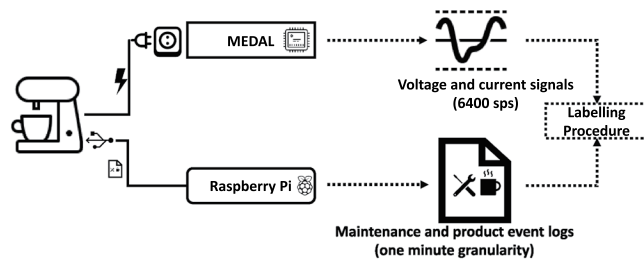 MEDAL
Voltage and current signals
(6400 sps)
Labelling
Procedure
Raspberry Pi
Maintenance and product event logs
(one minute granularity)